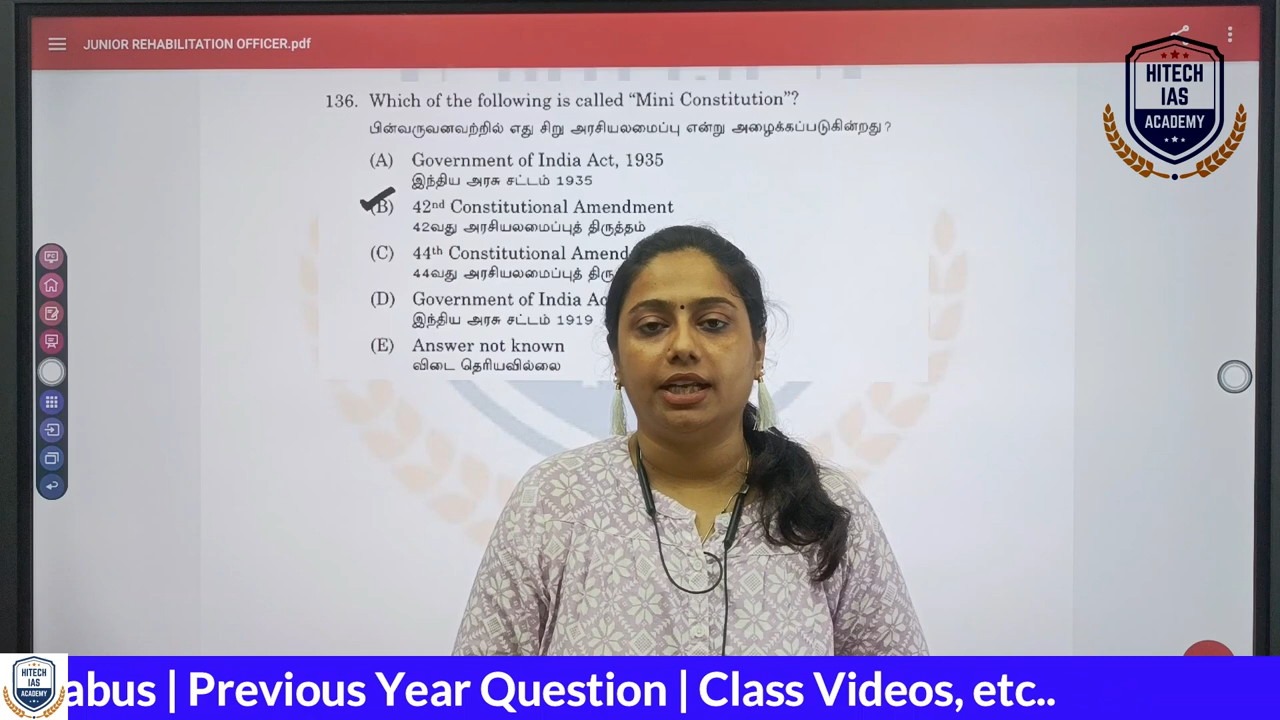 JUNIOR REHABILITATION OFFICER.pdf
HITECH
IAS
ACADEMY
136. Which of the following is called “Mini Constitution”?
பின்வருவனவற்றில் எது சிறு அரசியலமைப்பு என்று அழைக்கப்படுகின்றது?
(A) Government of India Act, 1935
இந்திய அரசு சட்டம் 1935
(B) 42nd Constitutional Amendment
42வது அரசியலமைப்புத் திருத்தம்
(C) 44th Constitutional Amend
44வது அரசியலமைப்புத் திரு
(D) Government of India Ac
இந்திய அரசு சட்டம் 1919
(E) Answer not known
விடை தெரியவில்லை
HITECH
IAS
ACADEMY
abus | Previous Year Question | Class Videos, etc..